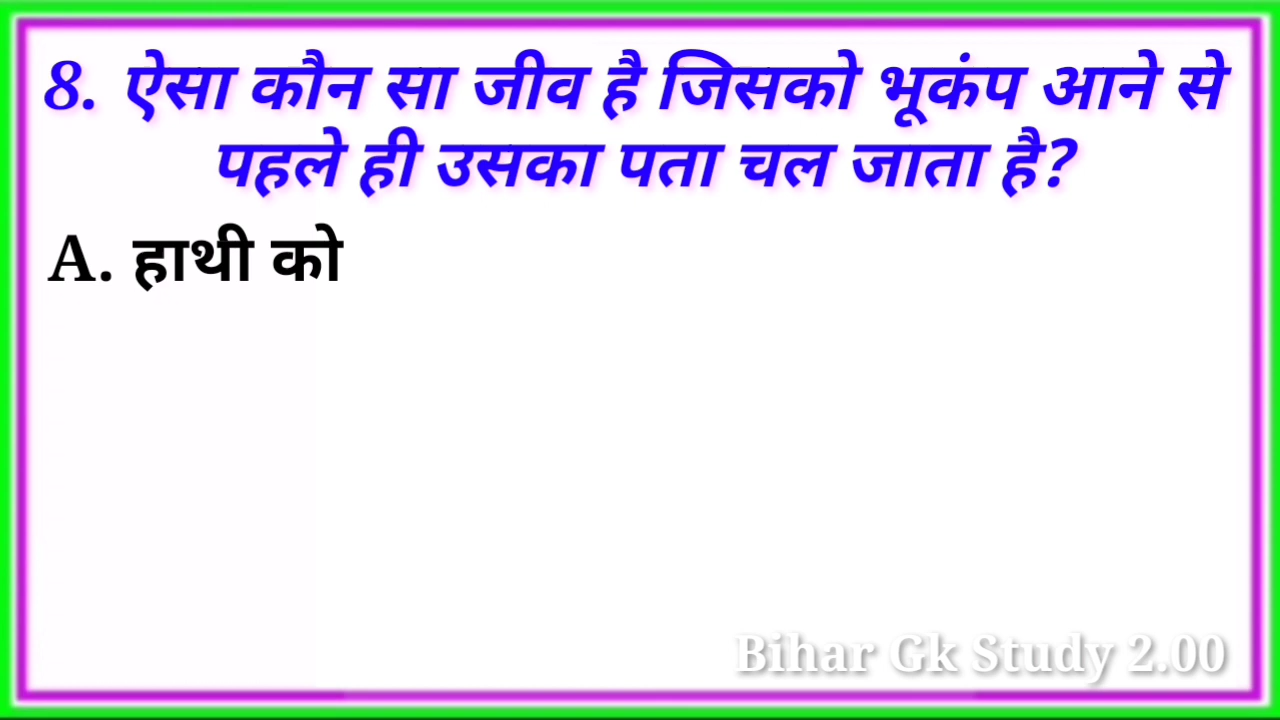 8. ऐसा कौन सा जीव है जिसको भूकंप आने से
पहले ही उसका पता चल जाता है?
A. हाथी को
Bihar Gk Study 2.00